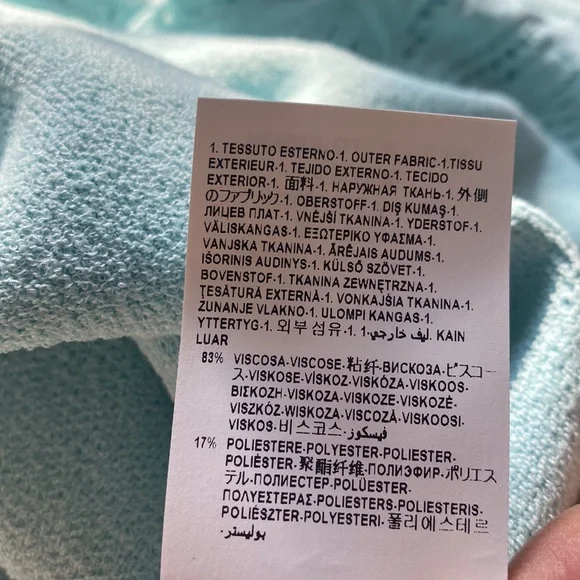 1. TESSUTO ESTERNO-1. OUTER FABRIC-1.TISSU
EXTERIEUR-1. TEJIDO EXTERNO-1. TECIDO
EXTERIOR-1. 面料-1. НАРУЖНАЯ ТКАНЬ-1. 外側
のファブリック-1. OBERSTOFF-1. DIŞ KUMAŞ-1.
ЛИЦЕВ ПЛАТ-1. VNĚJŠÍ TKANINA-1. YDERSTOF-1.
VÄLISKANGAS-1. ΕΞΩΤΕΡΙΚΟ ΥΦΑΣΜΑ-1.
VANJSKA TKANINA-1. ĀRĒJAIS AUDUMS-1.
IŠORINIS AUDINYS-1. KÜLSŐ SZÖVET-1.
BOVENSTOF-1. TKANINA ZEWNĘTRZNA-1.
ŢESĂTURĂ EXTERNĂ-1. VONKAJŠIA TKANINA-1.
ZUNANJE VLAKNO-1. ULOMPI KANGAS-1.
YTTERTYG-1. 외부 섬유-1. ليف خارجي-1. KAIN
LUAR
83% VISCOSA-VISCOSE-粘纤-ВИСКОЗА-ビスコー
ス-VISKOSE-VİSKOZ-VISKÓZA-VISKOOS-
ΒΙΣΚΟΖΗ-VISKOZA-VISKOZE-VISKOZĖ-
VISZKÓZ-WISKOZA-VISCOZĂ-VISKOOSI-
VISKOS-비스코스-فيسكوز
17% POLIESTERE-POLYESTER-POLIESTER-
POLIÉSTER-聚酯纤维-ПОЛИЭФИР-ポリエス
テル-ПОЛИЕСТЕР-POLÜESTER-
ΠΟΛΥΕΣΤΕΡΑΣ-POLIESTERS-POLIESTERIS-
POLIÉSZTER-POLYESTERI-폴리에스테르
-بوليستر